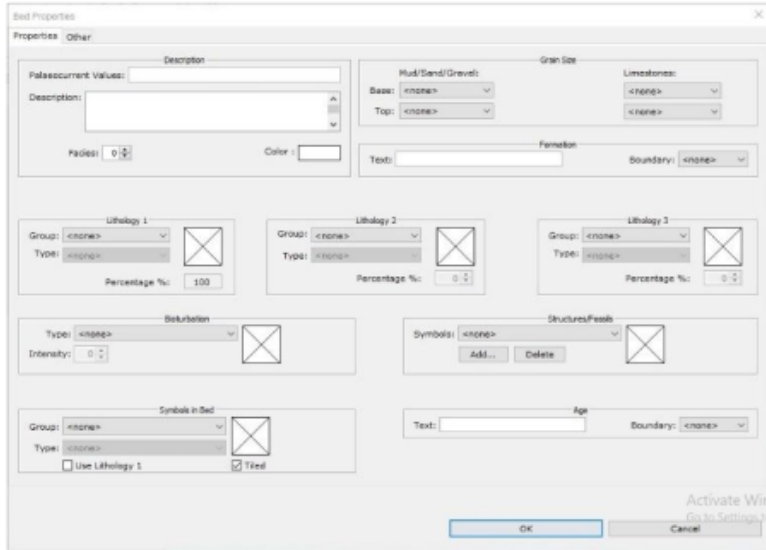 Bed Properties
Properties Other
Description
Palaeocurrent Values:
Description:
Facies: 0
Color :
Grain Size
Mud/Sand/Gravel: Limestones:
Base: <none> <none>
Top: <none> <none>
Formation
Text: Boundary: <none>
Lithology 1
Group: <none>
Type: <none>
Percentage %: 100
Lithology 2
Group: <none>
Type: <none>
Percentage %: 0
Lithology 3
Group: <none>
Type: <none>
Percentage %: 0
Bioturbation
Type: <none>
Intensity: 0
Structures/Fossils
Symbols: <none>
Add... Delete
Symbols in Bed
Group: <none>
Type: <none>
Use Lithology 1 Tiled
Age
Text: Boundary: <none>
Activate Wi
Go to Settings t
OK Cancel